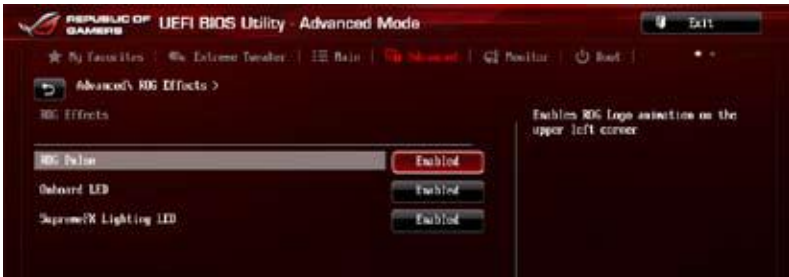 REPUBLIC OF GAMERS
UEFI BIOS Utility - Advanced Mode
Exit
My Favorites | Extreme Tweaker | Main | Advanced | Monitor | Boot |
Advanced\ ROG Effects >
ROG Effects
Enables ROG Logo animation on the
upper left corner
ROG Pulse Enabled
Onboard LED Enabled
SupremeFX Lighting LED Enabled